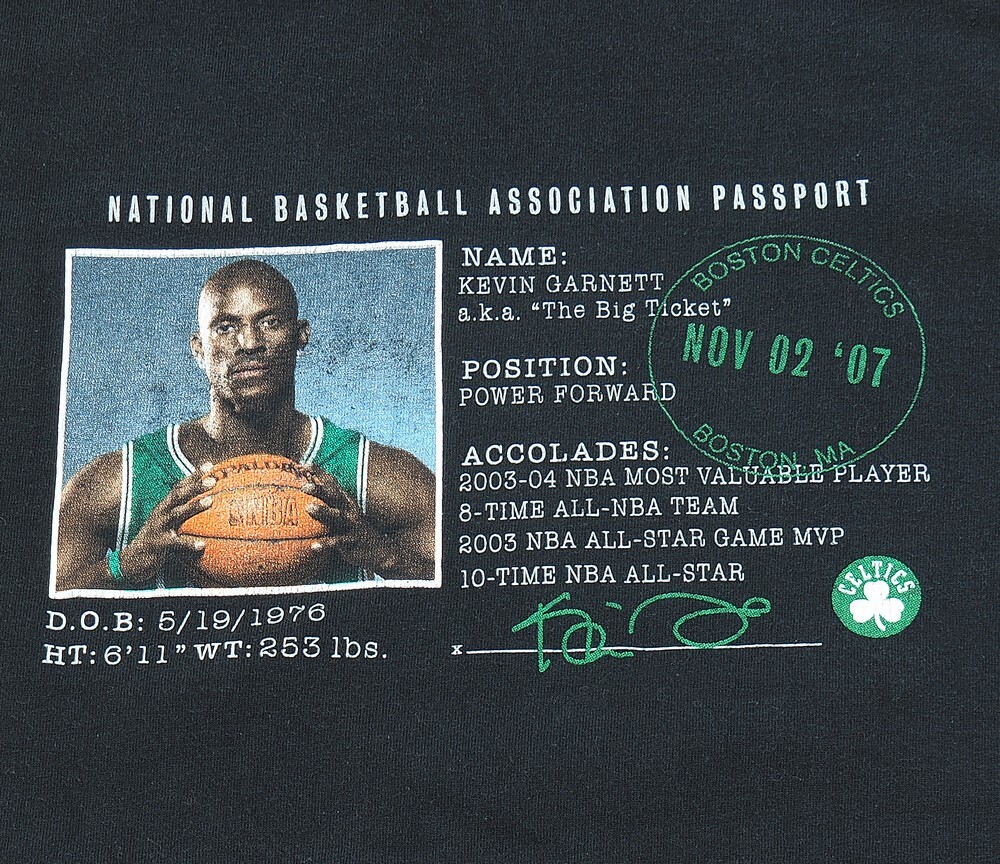 NATIONAL BASKETBALL ASSOCIATION PASSPORT
NAME:
KEVIN GARNETT
a.k.a. “The Big Ticket”
BOSTON CELTICS
NOV 02 ‘07
BOSTON, MA
POSITION:
POWER FORWARD
ACCOLADES:
2003-04 NBA MOST VALUABLE PLAYER
8-TIME ALL-NBA TEAM
2003 NBA ALL-STAR GAME MVP
10-TIME NBA ALL-STAR
SPALDING
NBA
CELTICS
D.O.B: 5/19/1976
HT: 6’11” WT: 253 lbs.
x